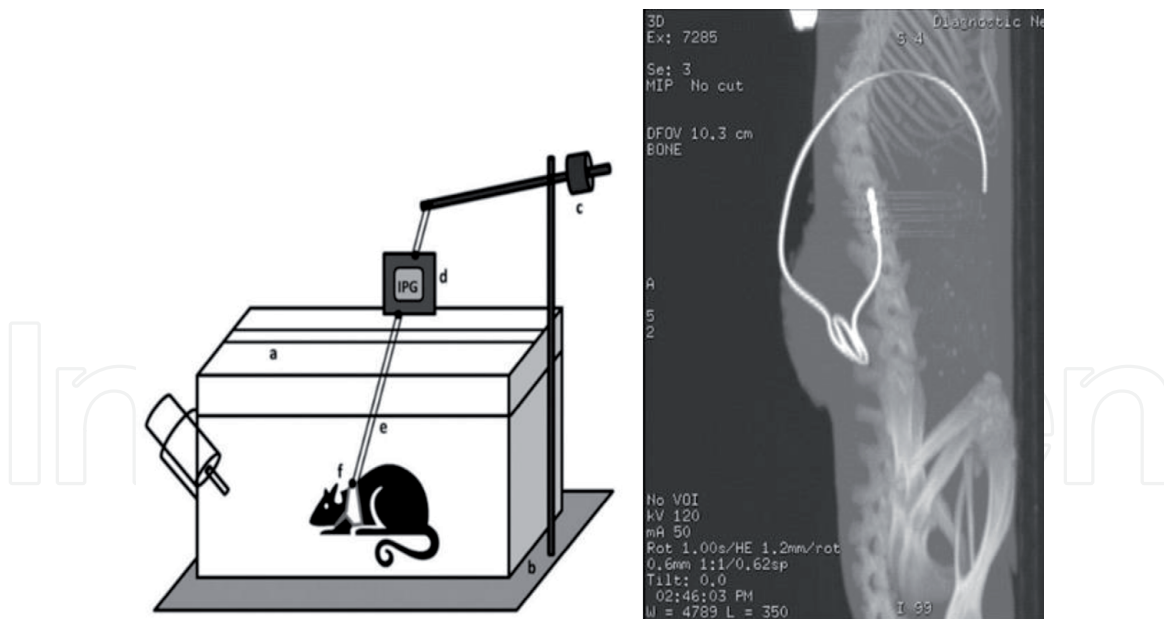 c
IPG
d
a
e
f
b
In
en
3D
Ex: 7285
Diagnostic Ne
S 4
Se: 3
MIP No cut
DFOV 10.3 cm
BONE
A
5
2
No VOI
kV 120
mA 50
Rot 1.00s/HE 1.2mm/rot
0.6mm 1:1/0.62sp
Tilt: 0.0
02:46:03 PM
W = 4789 L = 350
I 99